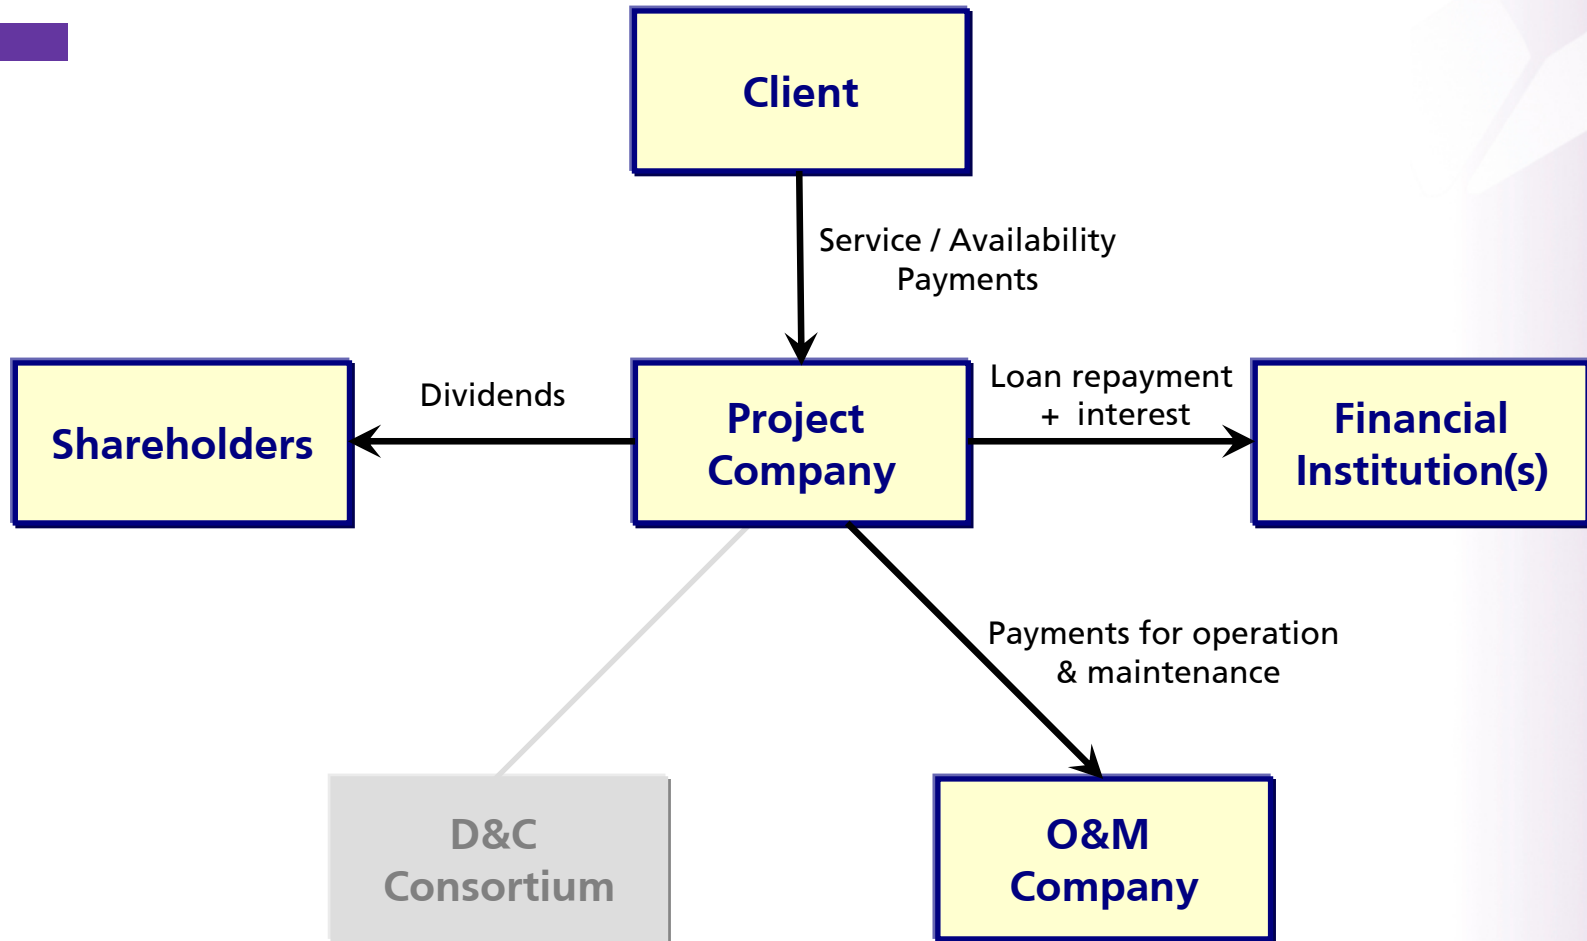 Client
Service / Availability
Payments
Shareholders
Dividends
Project
Company
Loan repayment
+ interest
Financial
Institution(s)
Payments for operation
& maintenance
D&C
Consortium
O&M
Company